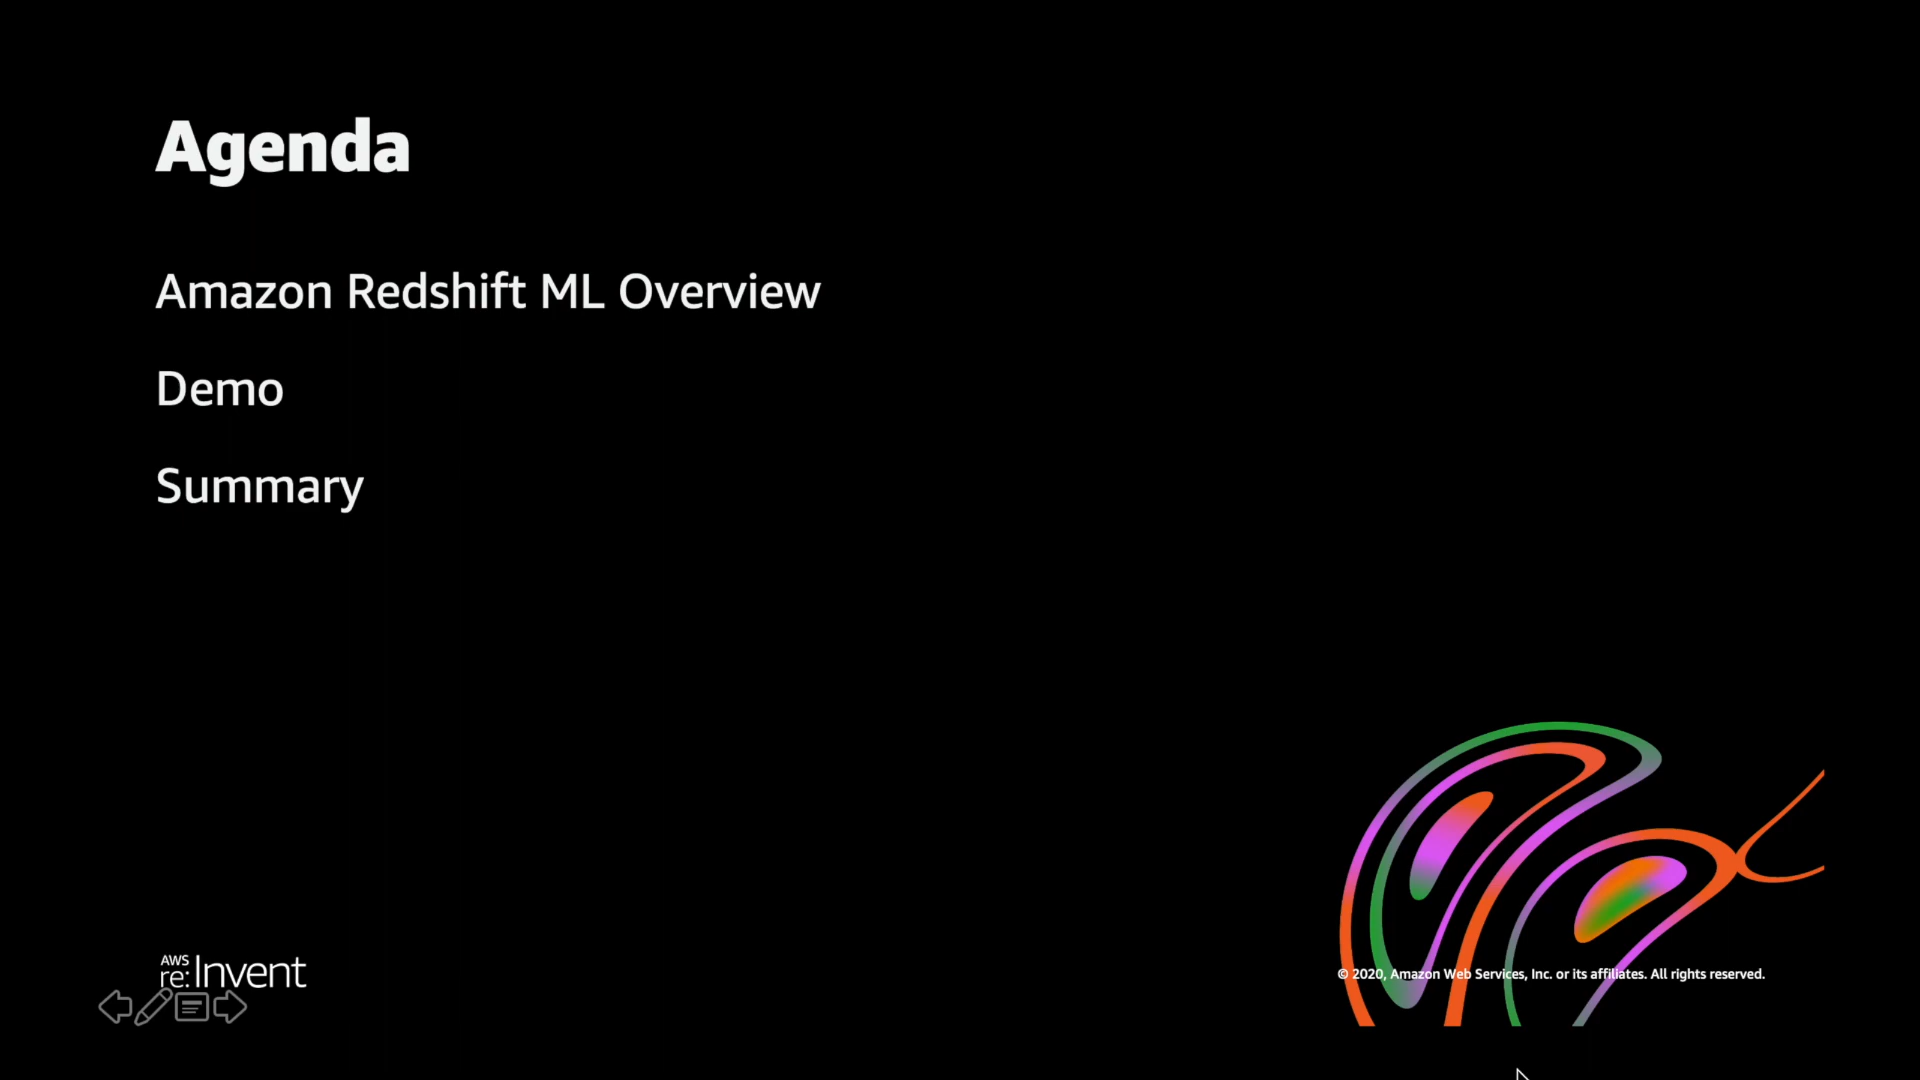 Agenda
Amazon Redshift ML Overview
Demo
Summary
AWS
re:Invent
© 2020, Amazon Web Services, Inc. or its affiliates. All rights reserved.